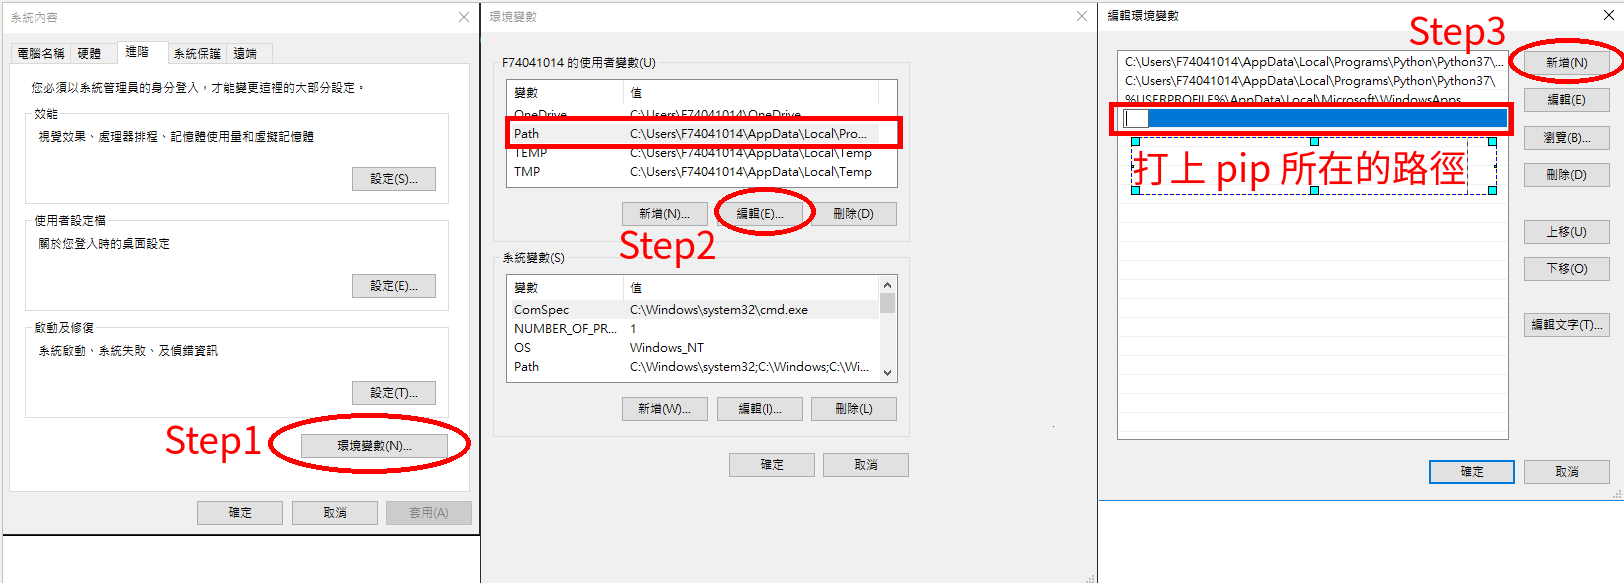 系統內容
電腦名稱 硬體 進階 系統保護 遠端
您必須以系統管理員的身分登入，才能變更這裡的大部分設定。
效能
視覺效果、處理器排程、記憶體使用量和虛擬記憶體
設定(S)...
使用者設定檔
關於您登入時的桌面設定
設定(E)...
啟動及修復
系統啟動、系統失敗、及偵錯資訊
設定(T)...
Step1
環境變數(N)...
確定 取消 套用(A)
環境變數
F74041014 的使用者變數(U)
變數 值
OneDrive C:\Users\F74041014\OneDrive
Path C:\Users\F74041014\AppData\Local\Pro...
TEMP C:\Users\F74041014\AppData\Local\Temp
TMP C:\Users\F74041014\AppData\Local\Temp
新增(N)... 編輯(E)... 刪除(D)
Step2
系統變數(S)
變數 值
ComSpec C:\Windows\system32\cmd.exe
NUMBER_OF_PR... 1
OS Windows_NT
Path C:\Windows\system32;C:\Windows;C:\Wi...
新增(W)... 編輯(I)... 刪除(L)
確定 取消
編輯環境變數
Step3
C:\Users\F74041014\AppData\Local\Programs\Python\Python37\...
C:\Users\F74041014\AppData\Local\Programs\Python\Python37\
%USERPROFILE%\AppData\Local\Microsoft\WindowsApps
打上 pip 所在的路徑
新增(N)
編輯(E)
瀏覽(B)...
刪除(D)
上移(U)
下移(O)
編輯文字(T)...
確定 取消